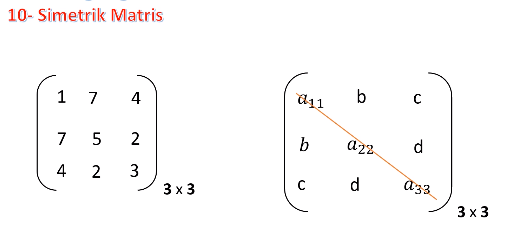 10- Simetrik Matris
1 7 4
7 5 2
4 2 3
3 x 3
a₁₁ b c
b a₂₂ d
c d a₃₃
3 x 3